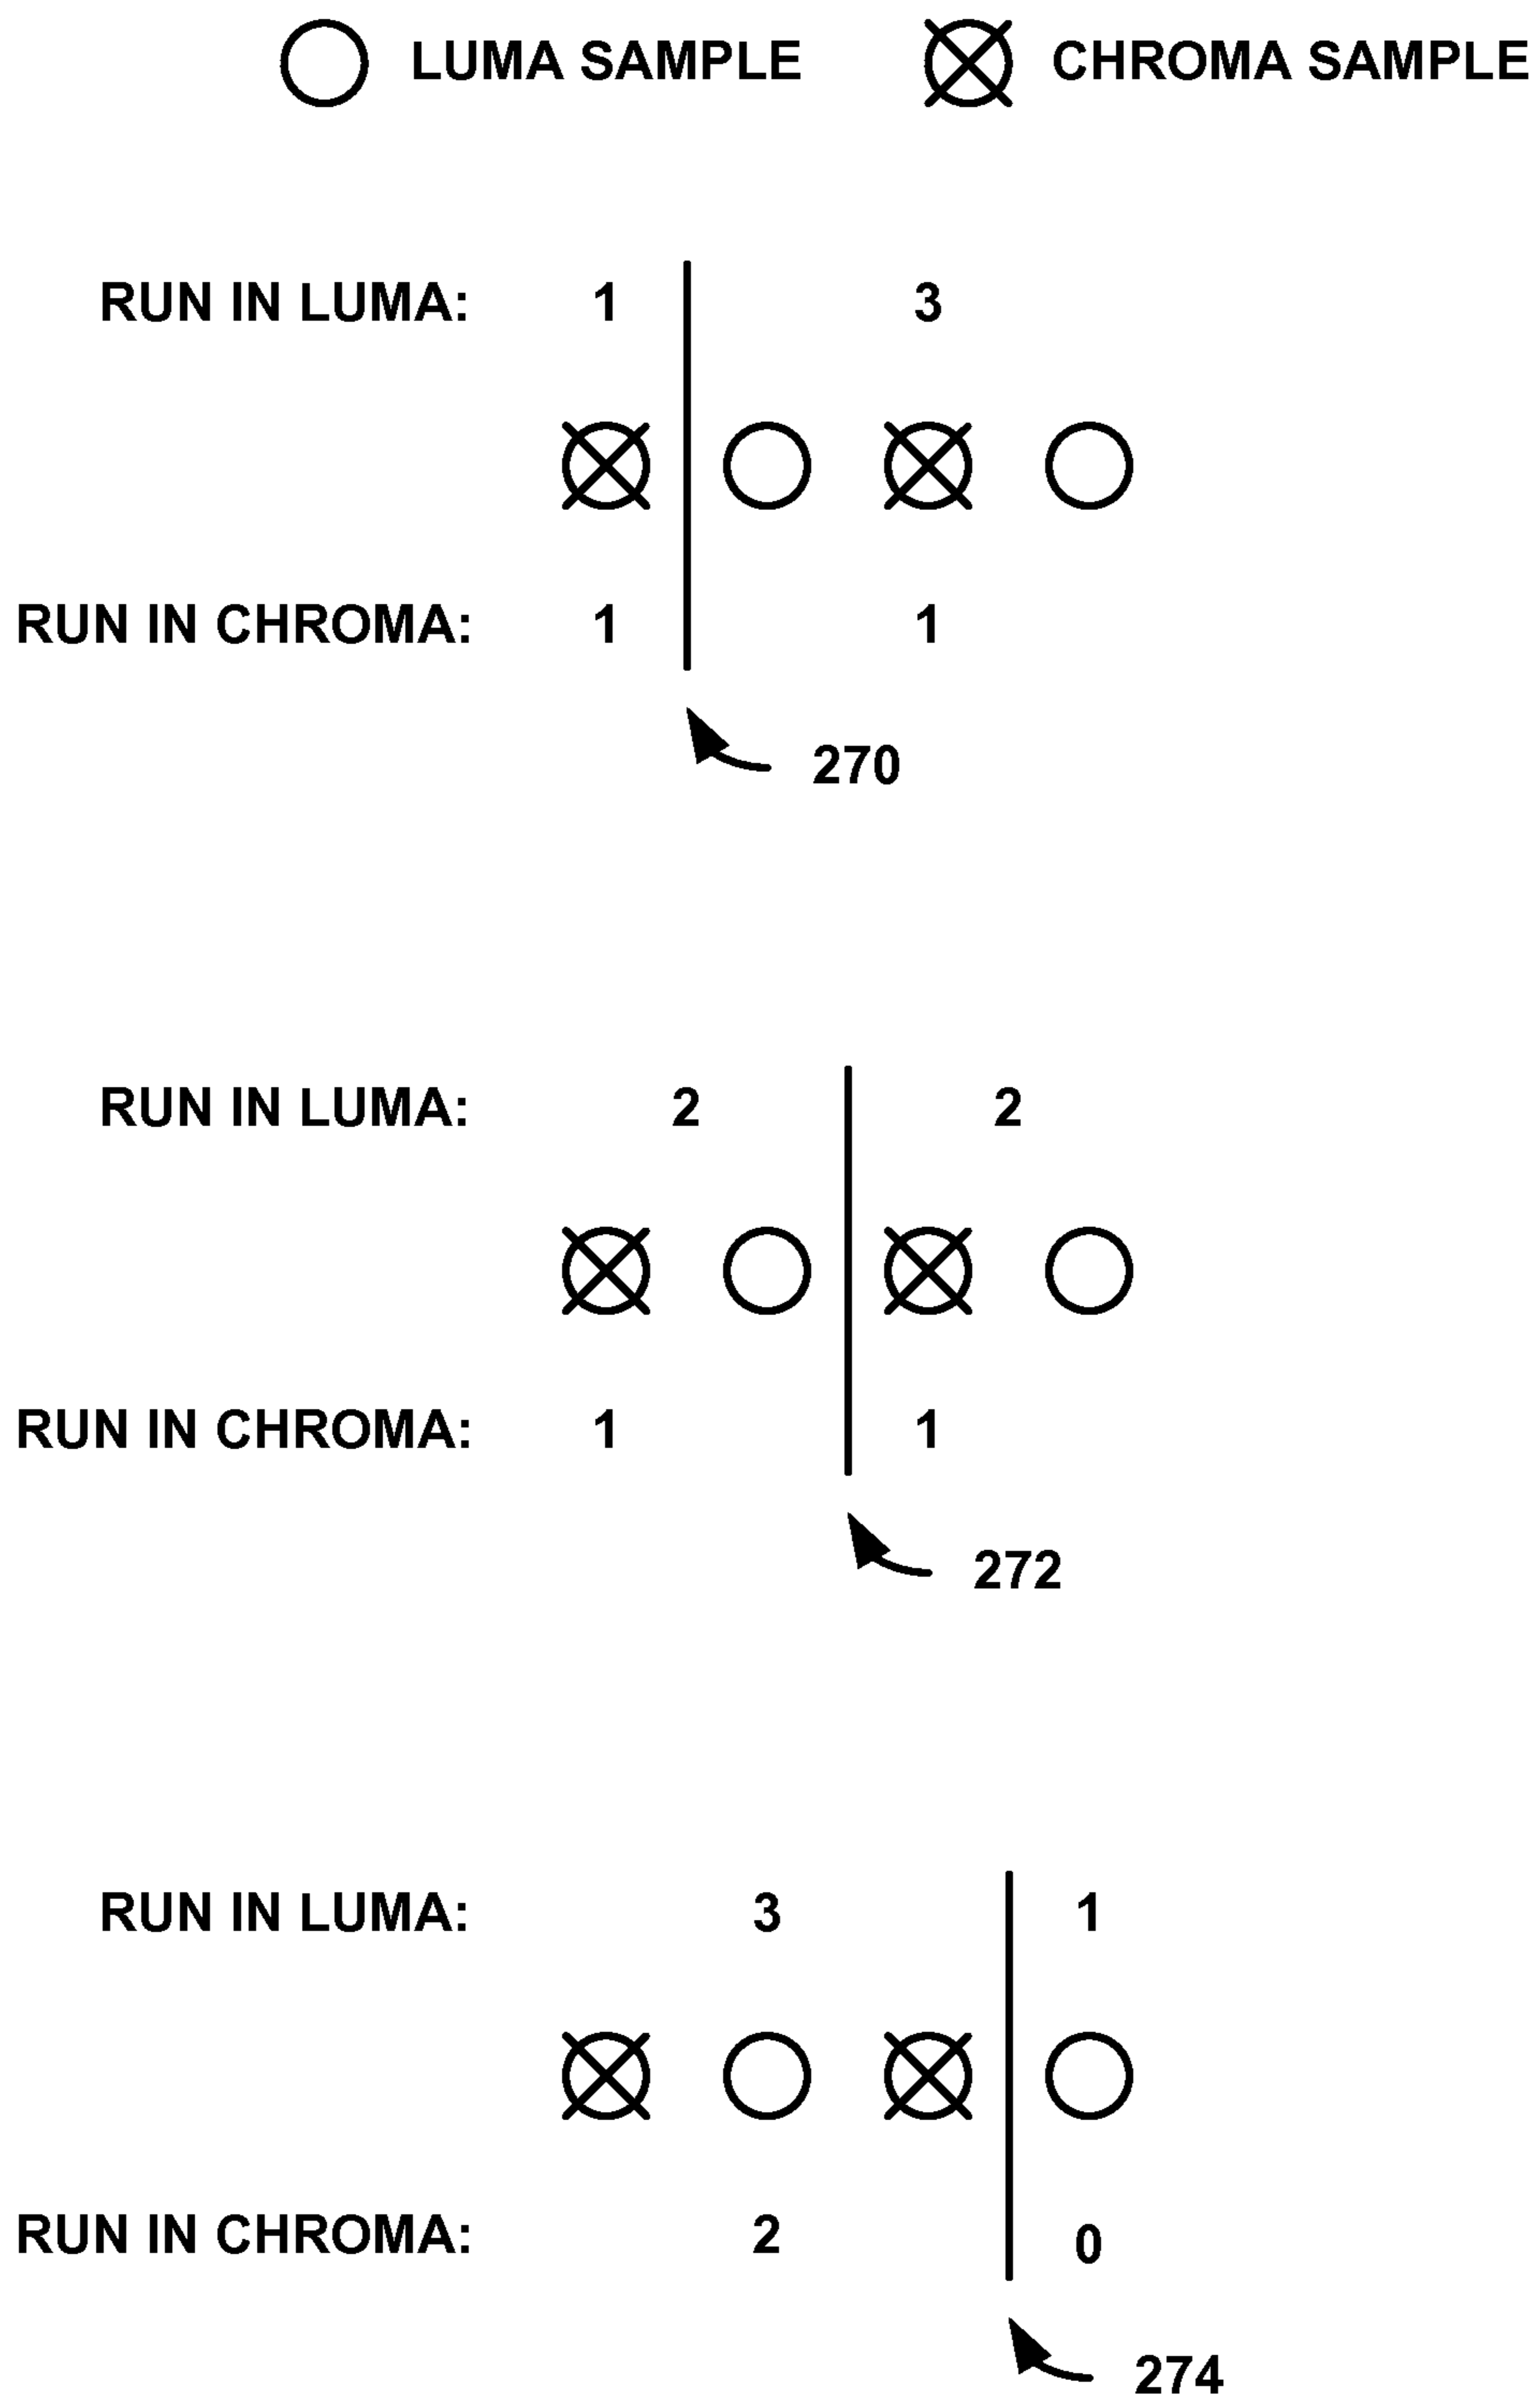 LUMA SAMPLE CHROMA SAMPLE
RUN IN LUMA: 1 3
RUN IN CHROMA: 1 1
270
RUN IN LUMA: 2 2
RUN IN CHROMA: 1 1
272
RUN IN LUMA: 3 1
RUN IN CHROMA: 2 0
274